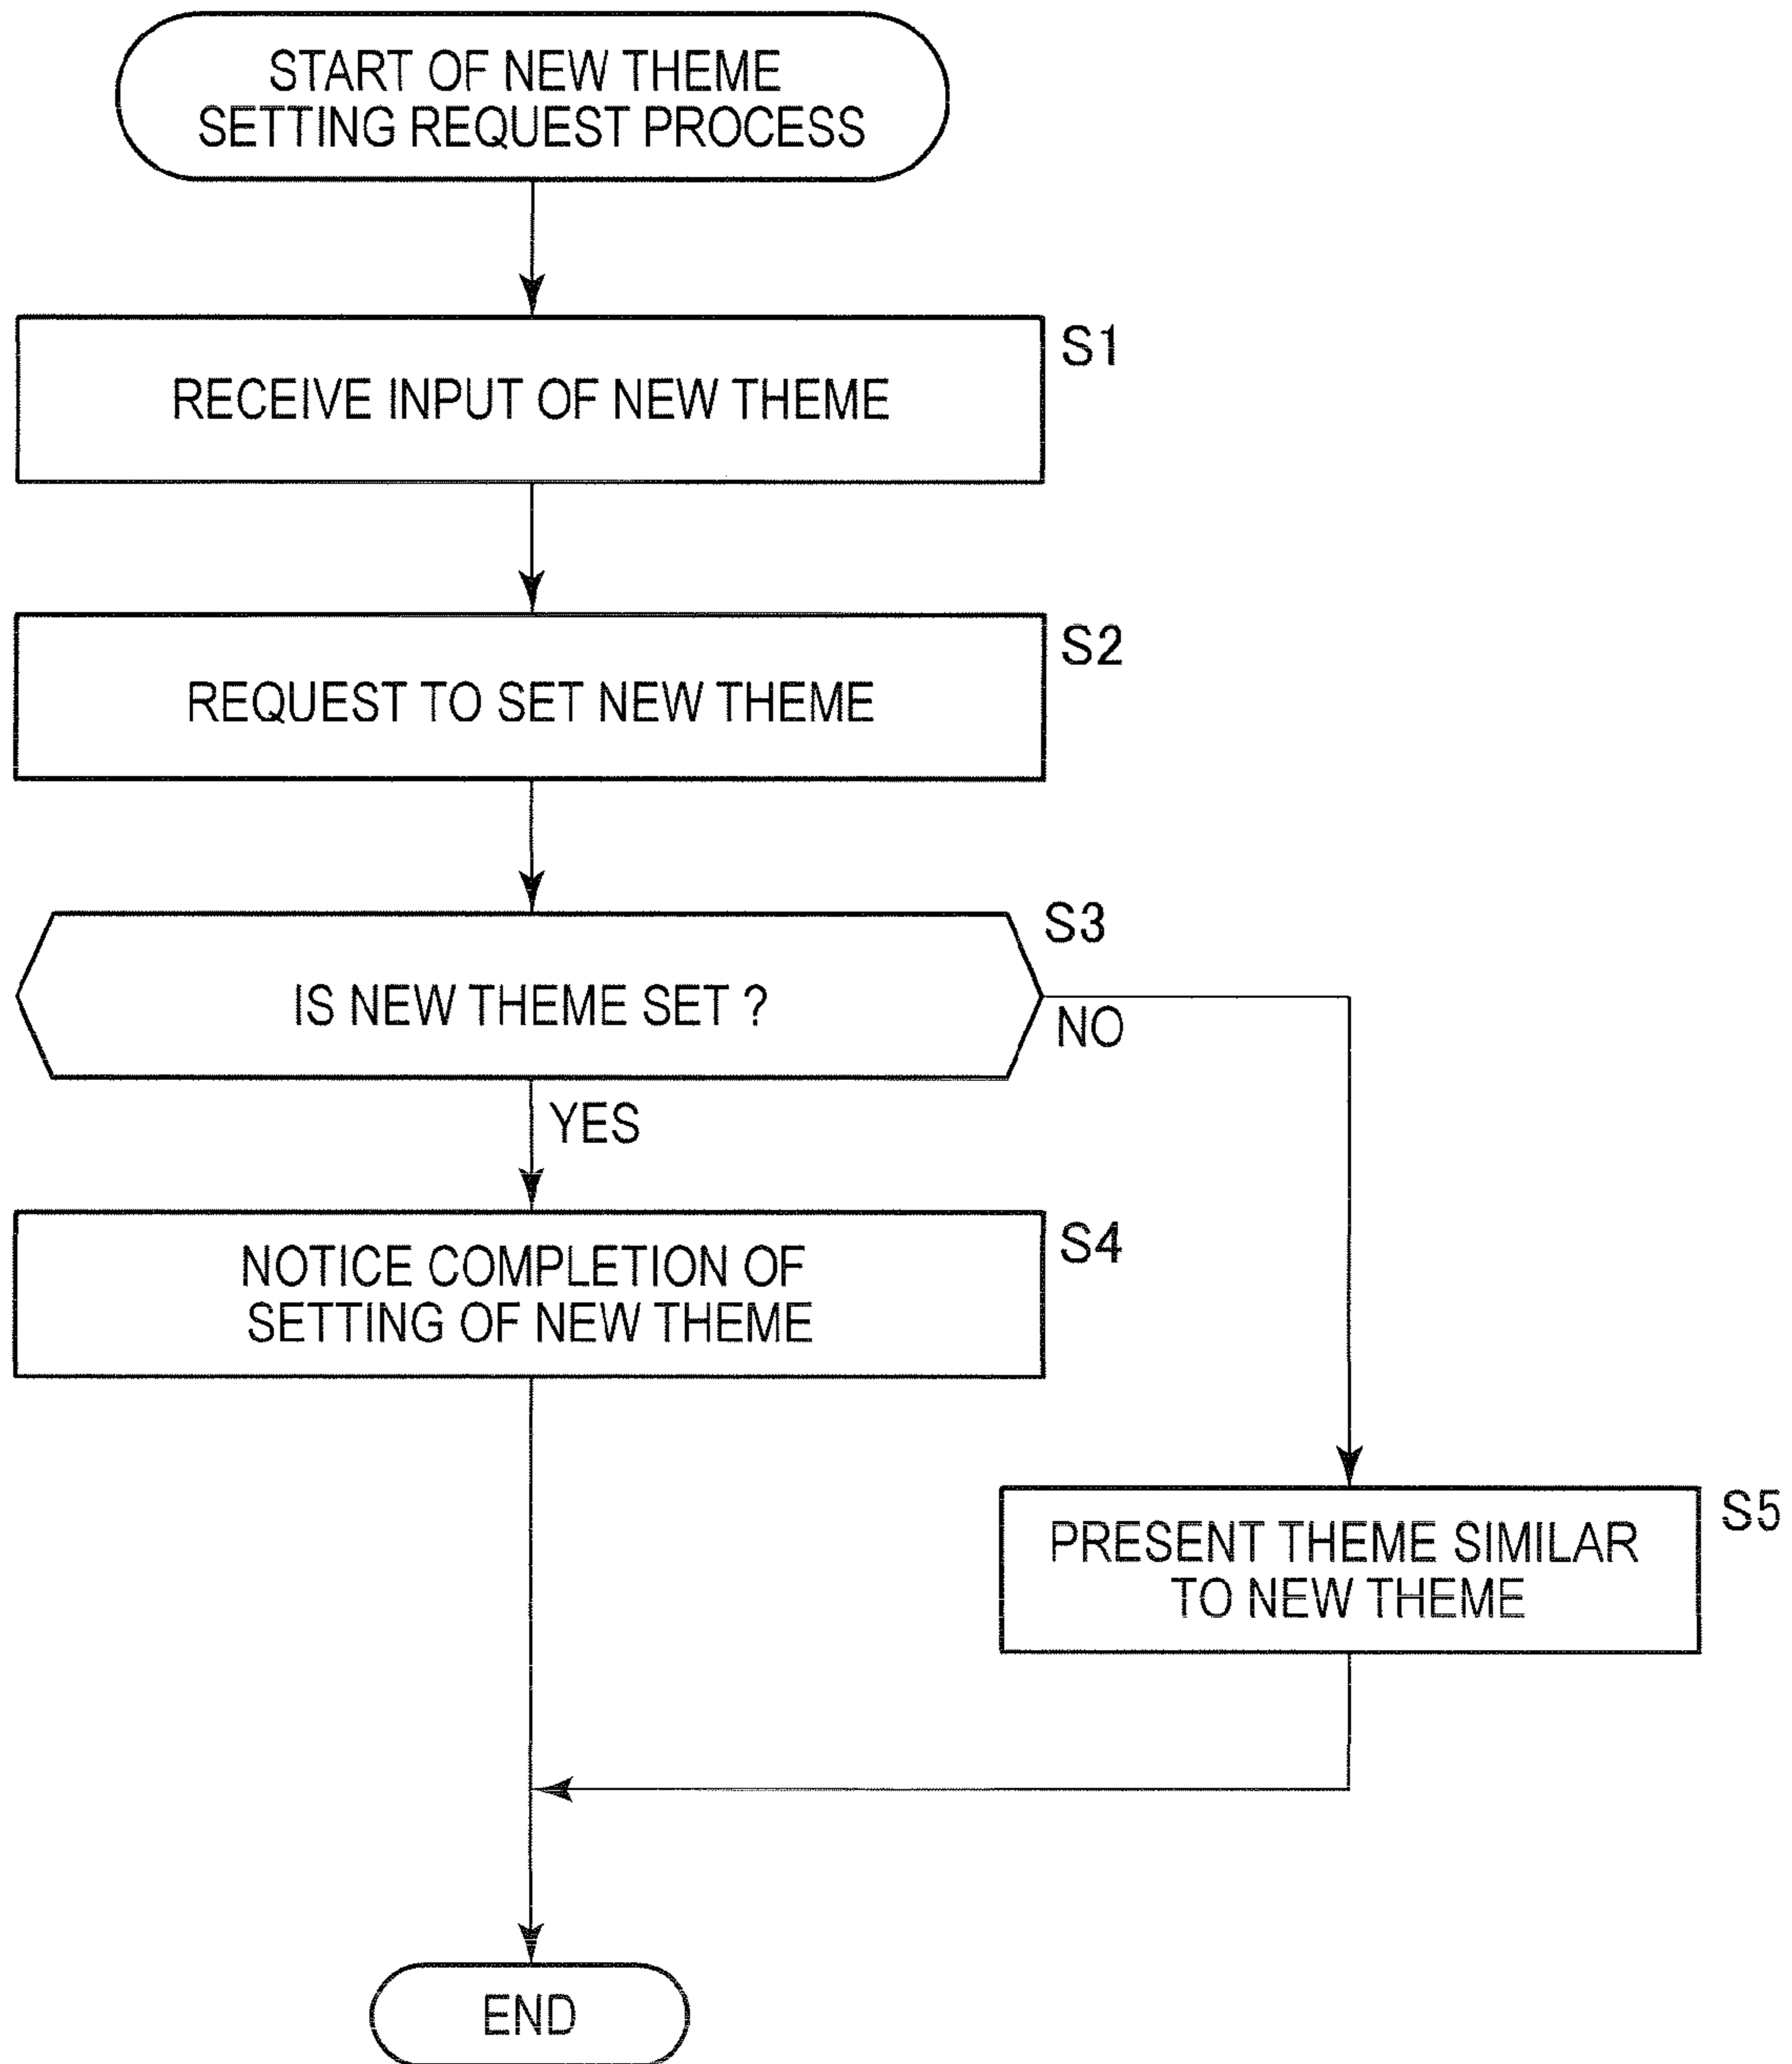 START OF NEW THEME
SETTING REQUEST PROCESS
S1
RECEIVE INPUT OF NEW THEME
S2
REQUEST TO SET NEW THEME
S3
IS NEW THEME SET ?
NO
YES
S4
NOTICE COMPLETION OF
SETTING OF NEW THEME
S5
PRESENT THEME SIMILAR
TO NEW THEME
END